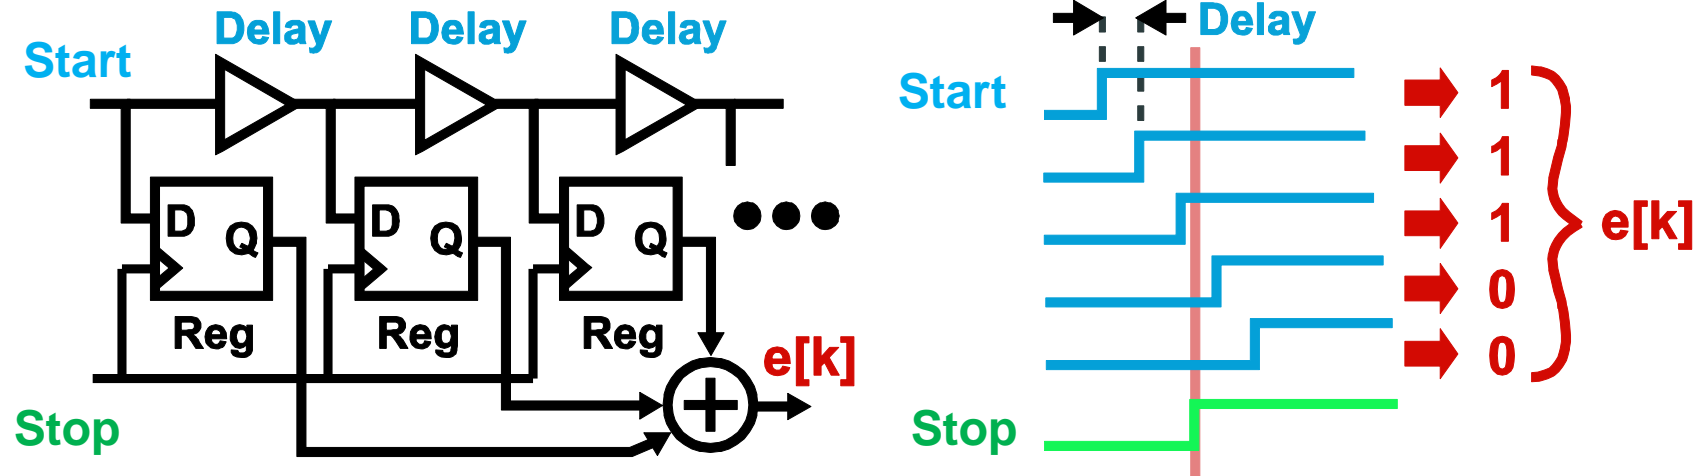 Delay Delay Delay
Start
D Q D Q D Q
Reg Reg Reg
e[k]
Stop
Delay
Start
1
1
1
0
0
e[k]
Stop